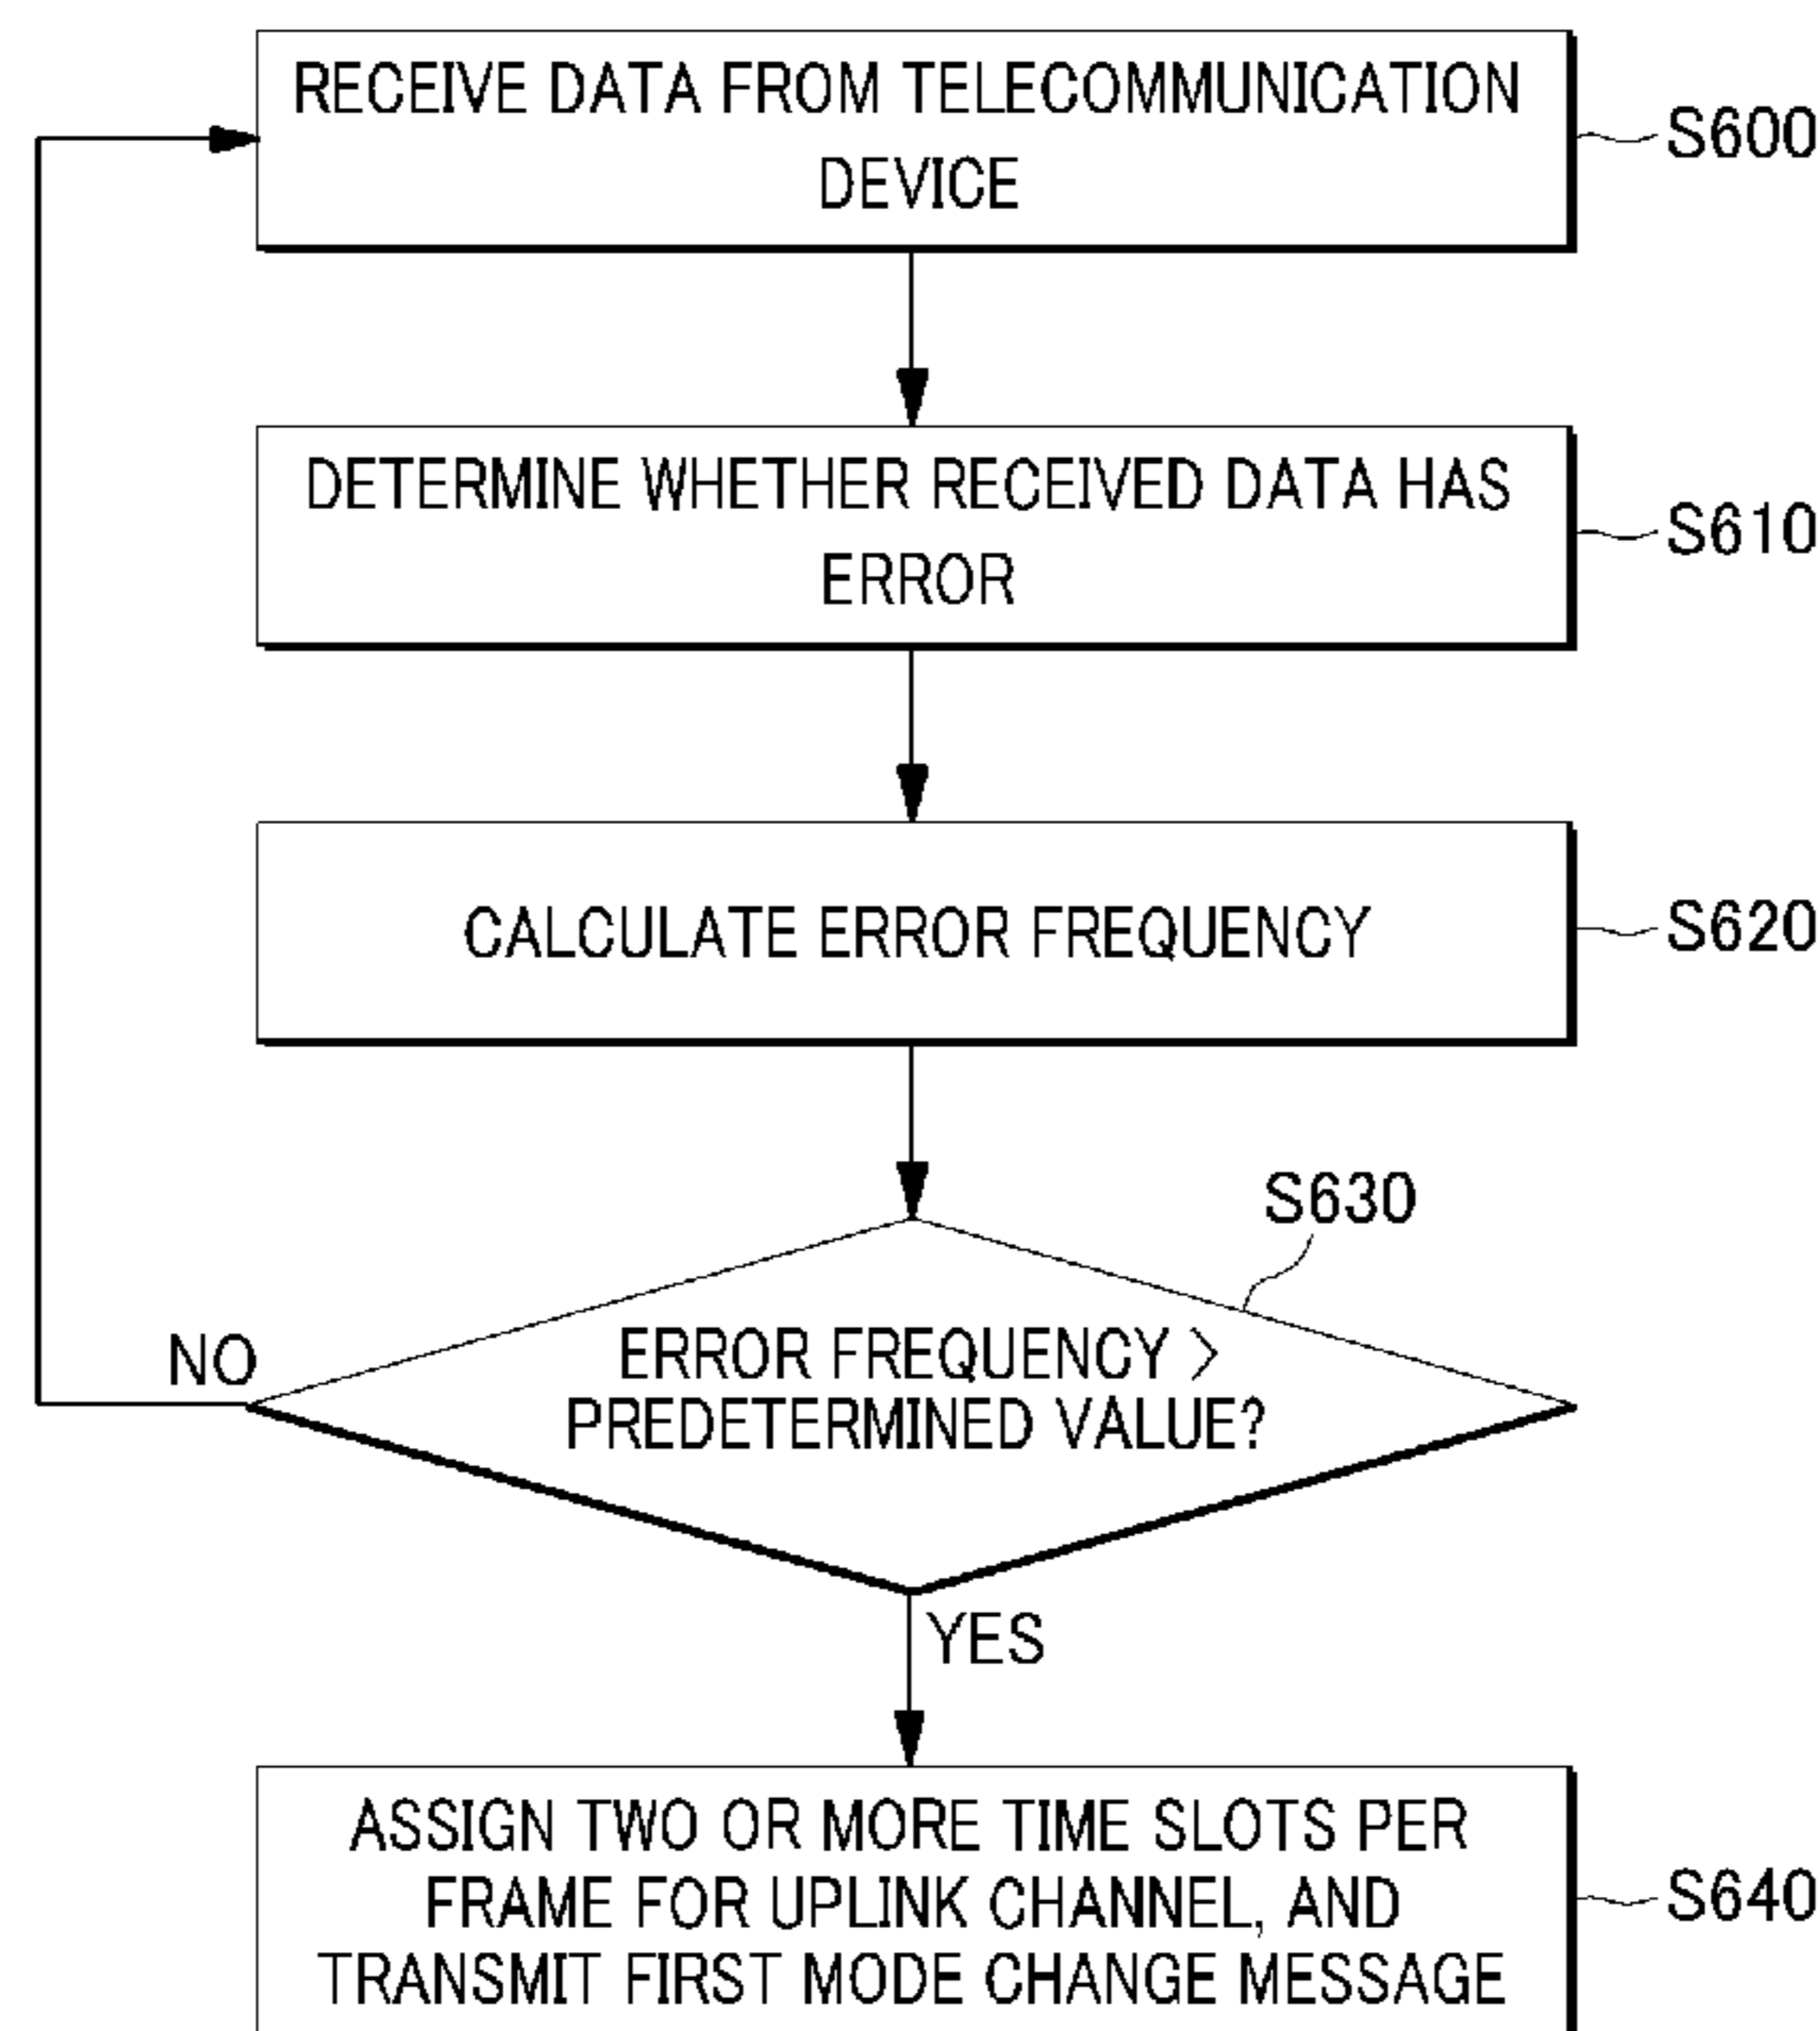 RECEIVE DATA FROM TELECOMMUNICATION
DEVICE
S600
DETERMINE WHETHER RECEIVED DATA HAS
ERROR
S610
CALCULATE ERROR FREQUENCY
S620
S630
ERROR FREQUENCY >
PREDETERMINED VALUE?
NO
YES
ASSIGN TWO OR MORE TIME SLOTS PER
FRAME FOR UPLINK CHANNEL, AND
TRANSMIT FIRST MODE CHANGE MESSAGE
S640